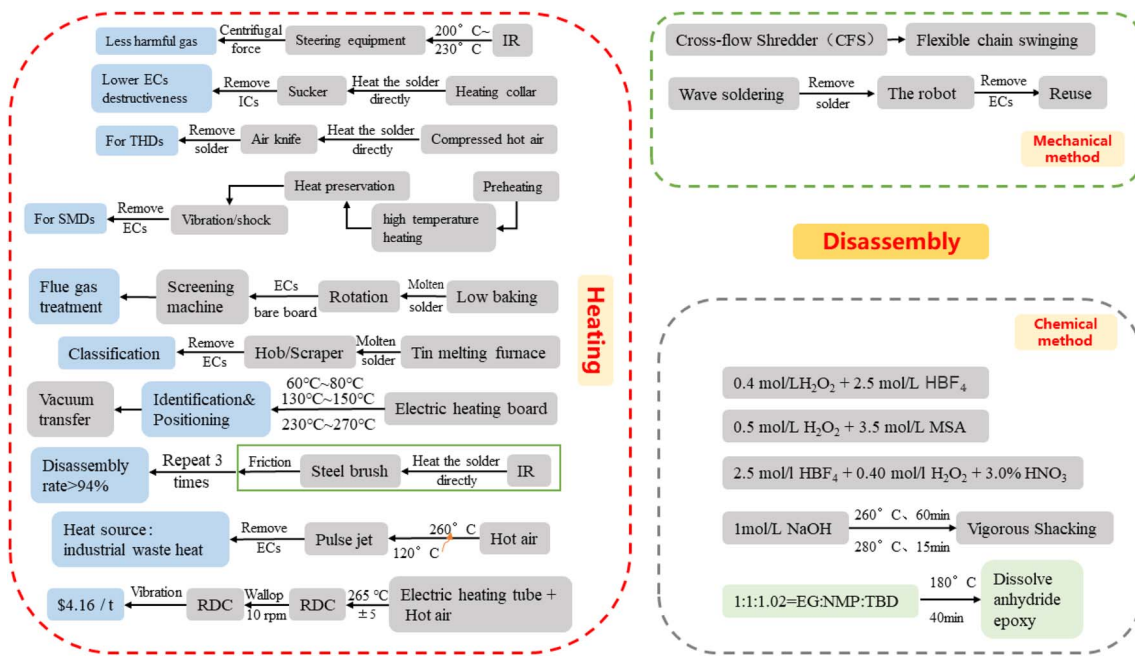 Less harmful gas
Centrifugal
force
Steering equipment
200° C~
230° C
IR
Lower ECs
destructiveness
Remove
ICs
Sucker
Heat the solder
directly
Heating collar
For THDs
Remove
solder
Air knife
Heat the solder
directly
Compressed hot air
Heat preservation
Preheating
For SMDs
Remove
ECs
Vibration/shock
high temperature
heating
Flue gas
treatment
Screening
machine
ECs
bare board
Rotation
Molten
solder
Low baking
Classification
Remove
ECs
Hob/Scraper
Molten
solder
Tin melting furnace
Vacuum
transfer
Identification&
Positioning
60℃~80℃
130℃~150℃
230℃~270℃
Electric heating board
Disassembly
rate>94%
Repeat 3
times
Friction
Steel brush
Heat the solder
directly
IR
Heat source:
industrial waste heat
Remove
ECs
Pulse jet
260° C
120° C
Hot air
$4.16 / t
Vibration
RDC
Wallop
10 rpm
RDC
265 ℃
±5
Electric heating tube +
Hot air
Heating
Cross-flow Shredder（CFS）
Flexible chain swinging
Wave soldering
Remove
solder
The robot
Remove
ECs
Reuse
Mechanical
method
Disassembly
Chemical
method
0.4 mol/LH₂O₂ + 2.5 mol/L HBF₄
0.5 mol/L H₂O₂ + 3.5 mol/L MSA
2.5 mol/l HBF₄ + 0.40 mol/l H₂O₂ + 3.0% HNO₃
1mol/L NaOH
260° C、60min
280° C、15min
Vigorous Shacking
1:1:1.02=EG:NMP:TBD
180° C
40min
Dissolve
anhydride
epoxy